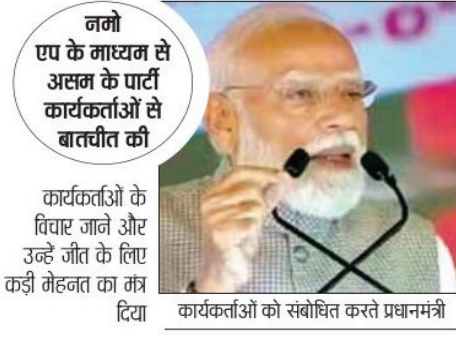 नमो
एप के माध्यम से
असम के पार्टी
कार्यकर्ताओं से
बातचीत की
कार्यकर्ताओं के
विचार जाने और
उन्हें जीत के लिए
कड़ी मेहनत का मंत्र
दिया
कार्यकर्ताओं को संबोधित करते प्रधानमंत्री